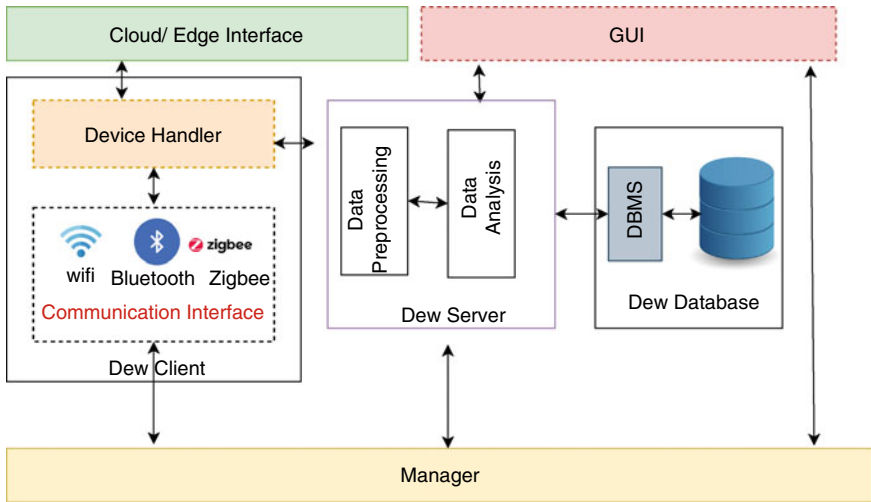 Cloud/ Edge Interface
GUI
Device Handler
wifi
Bluetooth
zigbee
Zigbee
Communication Interface
Dew Client
Data
Preprocessing
Data
Analysis
Dew Server
DBMS
Dew Database
Manager